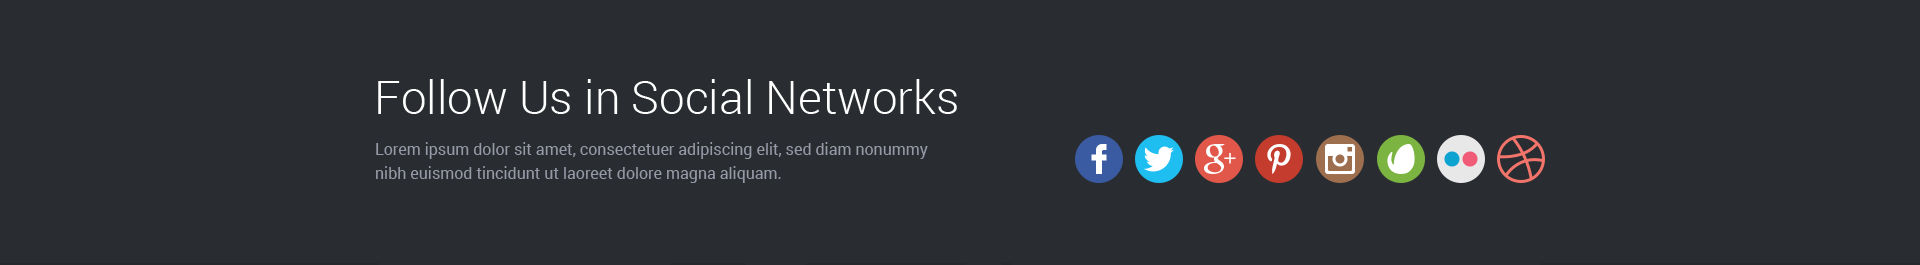 Follow Us in Social Networks
Lorem ipsum dolor sit amet, consectetuer adipiscing elit, sed diam nonummy
nibh euismod tincidunt ut laoreet dolore magna aliquam.